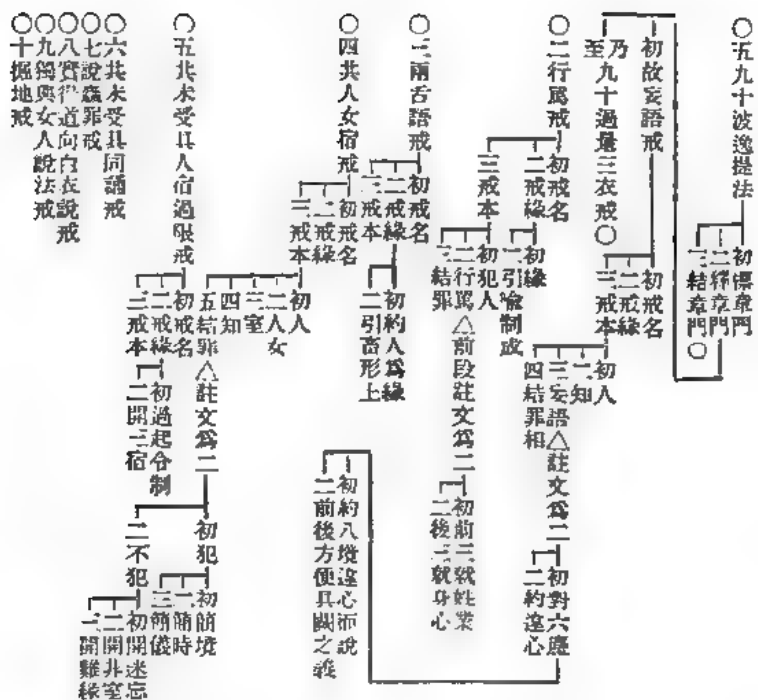 ○五九十波逸提法
初標章門
二釋章門
三結章門○
初故妄語戒
乃
至九十過量三衣戒○
初戒名
二戒緣
三戒本
初人
二知
三妄語△註文爲二
四結罪相
初對六塵
二約違心
初約八境違心而說
二前後方便具闕之義
○二行罵戒
初戒名
二戒緣
三戒本
初緣
二引喻制成
初犯人
二行罵△前段註文爲二
三結罪
初前三就姓業
二後三就身心
○三兩舌語戒
初戒名
二戒緣
三戒本
初約人爲緣
二引畜形上
○四共人女宿戒
初戒名
二戒緣
三戒本
初人
二人女
三室
四知
五結罪△註文爲二
初犯
二不犯
初簡境
二簡時
三簡儀
初開迷忘
二開非室
三開難緣
○五共未受具人宿過限戒
初戒名
二戒緣
三戒本
初過起合制
二開三宿
○六共未受具同誦戒
○七說麤罪戒
○八實得道向白衣說戒
○九獨與女人說法戒
○十掘地戒